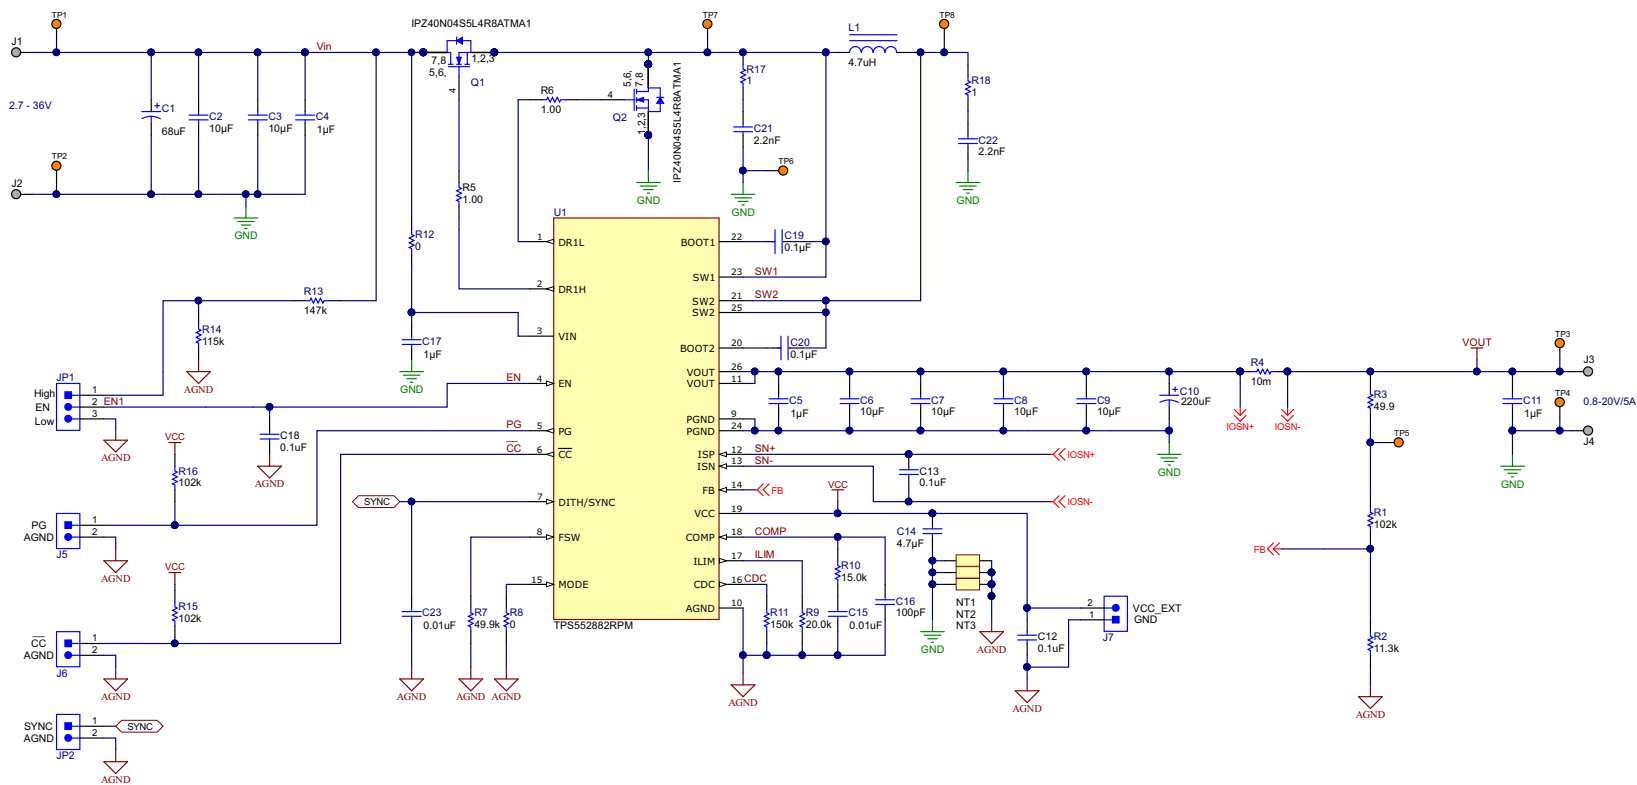 IPZ40N04S5L4R8ATMA1
TP1
TP7
TP8
J1
Vin
7,8
5,6,
1,2,3
Q1
4
L1
4.7uH
2.7 - 36V
C1
68uF
C2
10µF
C3
10µF
C4
1µF
R6
1.00
4
5,6,
7,8
Q2
1,2,3
IPZ40N04S5L4R8ATMA1
R17
1
R18
1
C21
2.2nF
C22
2.2nF
TP2
TP6
J2
GND
GND
GND
GND
R5
1.00
R12
0
U1
1 DR1L
2 DR1H
3 VIN
EN 4 EN
PG 5 PG
CC 6 CC
7 DITH/SYNC
8 FSW
15 MODE
TPS552882RPM
BOOT1 22
SW1 23 SW1
SW2 21 SW2
SW2 25
BOOT2 20
VOUT 26
VOUT 11
PGND 9
PGND 24
ISP 12 SN+
ISN 13 SN-
FB 14 FB
VCC 19
COMP 18 COMP
ILIM 17 ILIM
CDC 16 CDC
AGND 10
C19
0.1µF
C20
0.1µF
R13
147k
R14
115k
AGND
C17
1µF
GND
JP1
High 1
EN 2 EN1
Low 3
AGND
C18
0.1uF
AGND
VCC
R16
102k
PG 1
AGND 2
J5
AGND
VCC
R15
102k
CC 1
AGND 2
J6
AGND
SYNC 1 SYNC
AGND 2
JP2
AGND
SYNC
C23
0.01uF
AGND
R7
49.9k
AGND
R8
0
AGND
C5
1µF
C6
10µF
C7
10µF
C8
10µF
C9
10µF
C10
220uF
GND
R4
10m
IOSN+
IOSN-
VOUT
TP3
J3
TP4
0.8-20V/5A
J4
C11
1µF
GND
R3
49.9
TP5
R1
102k
FB
R2
11.3k
AGND
IOSN+
C13
0.1uF
IOSN-
VCC
C14
4.7µF
NT1
NT2
NT3
GND
AGND
R10
15.0k
C15
0.01uF
C16
100pF
R11
150k
R9
20.0k
AGND
2 VCC_EXT
1 GND
J7
C12
0.1uF
AGND